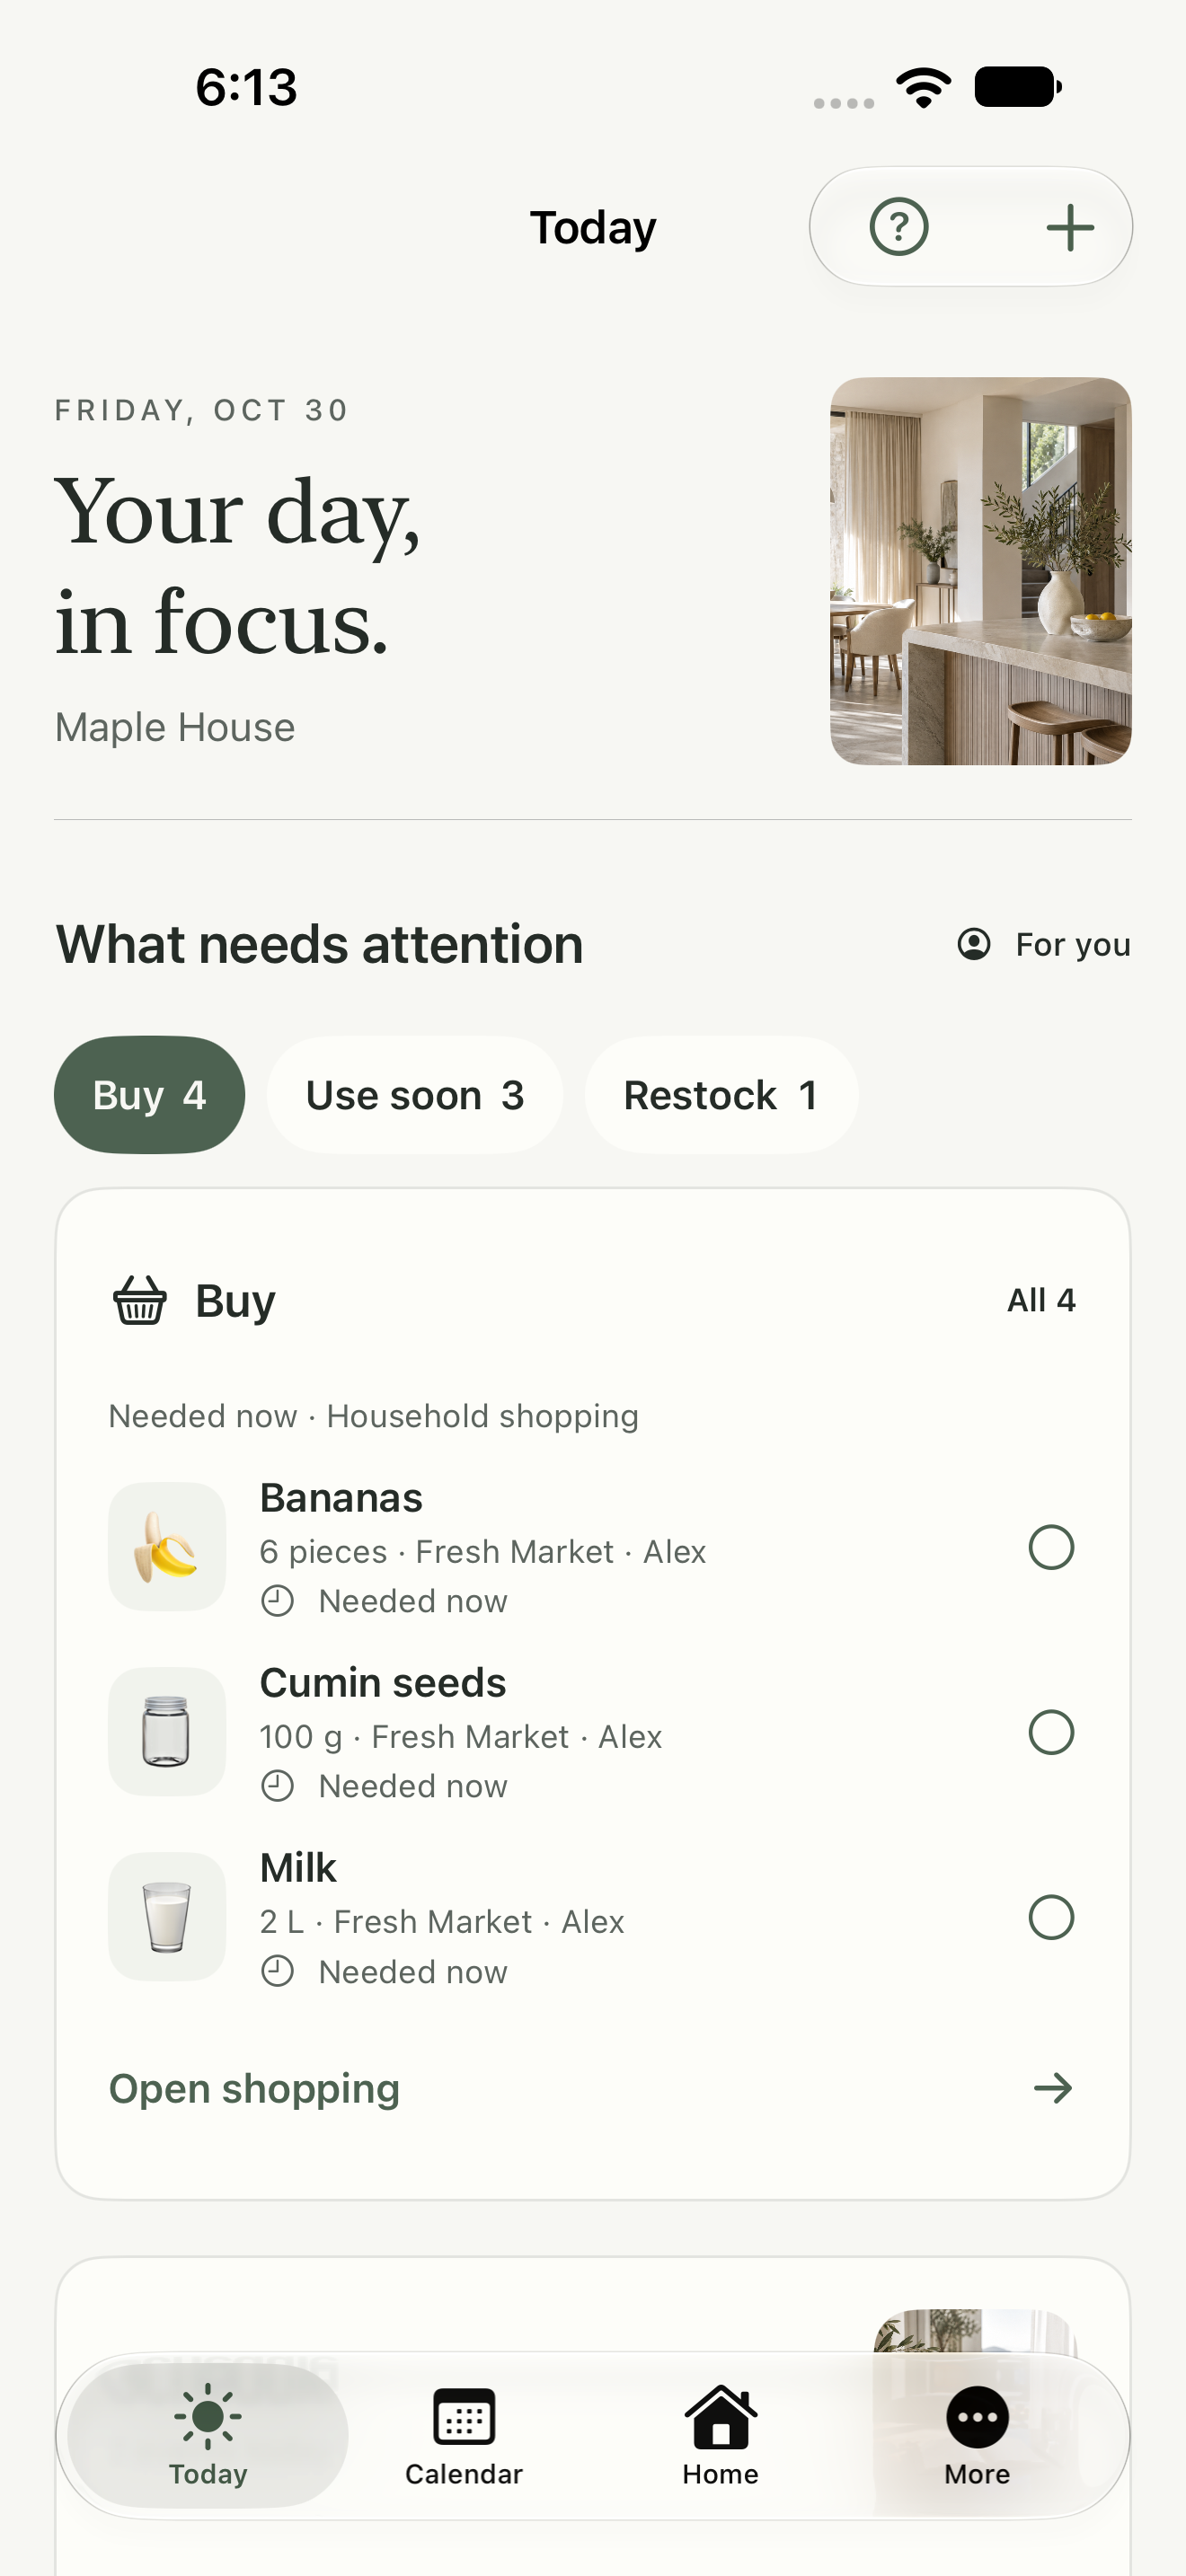 6:13
Today
FRIDAY, OCT 30
Your day,
in focus.
Maple House
What needs attention
For you
Buy 4
Use soon 3
Restock 1
Buy
All 4
Needed now · Household shopping
Bananas
6 pieces · Fresh Market · Alex
Needed now
Cumin seeds
100 g · Fresh Market · Alex
Needed now
Milk
2 L · Fresh Market · Alex
Needed now
Open shopping
Today
Calendar
Home
More